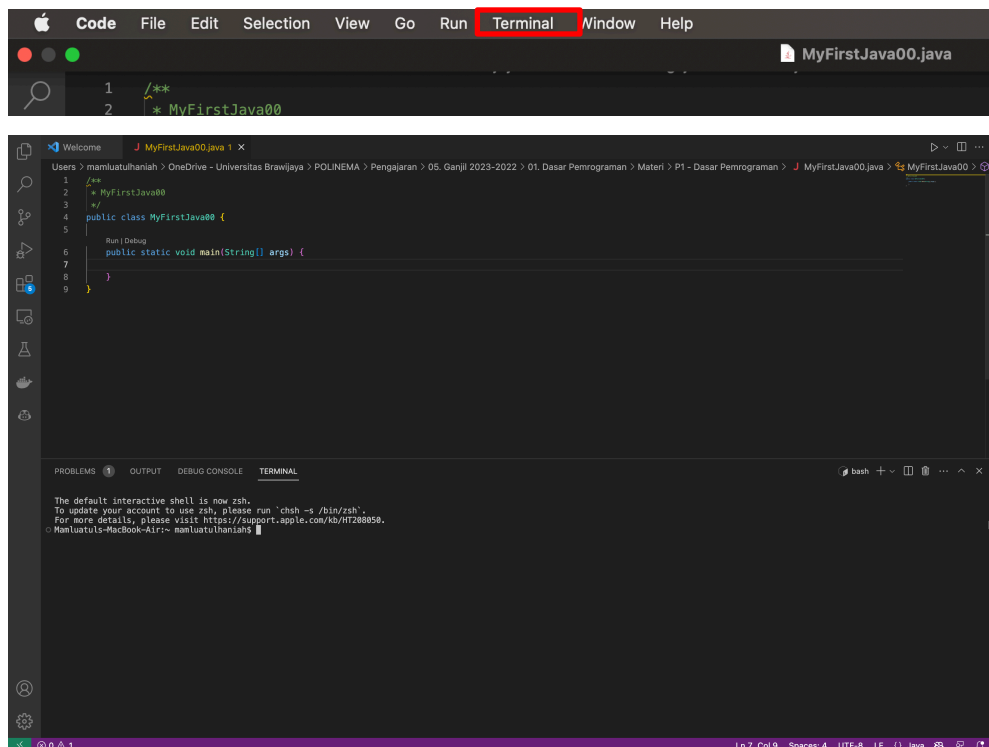 Code File Edit Selection View Go Run Terminal Window Help
MyFirstJava00.java
1 /**
2 * MyFirstJava00
Welcome J MyFirstJava00.java 1 ×
Users > mamluatulhaniah > OneDrive - Universitas Brawijaya > POLINEMA > Pengajaran > 05. Ganjil 2023-2022 > 01. Dasar Pemrograman > Materi > P1 - Dasar Pemrograman > J MyFirstJava00.java > MyFirstJava00 >
1 /**
2 * MyFirstJava00
3 */
4 public class MyFirstJava00 {
5
Run | Debug
6 public static void main(String[] args) {
7
8 }
9 }
5
PROBLEMS 1 OUTPUT DEBUG CONSOLE TERMINAL
bash
The default interactive shell is now zsh.
To update your account to use zsh, please run `chsh -s /bin/zsh`.
For more details, please visit https://support.apple.com/kb/HT208050.
Mamluatuls-MacBook-Air:~ mamluatulhaniah$
0 1 Ln 7, Col 9 Spaces: 4 UTF-8 LF {} Java